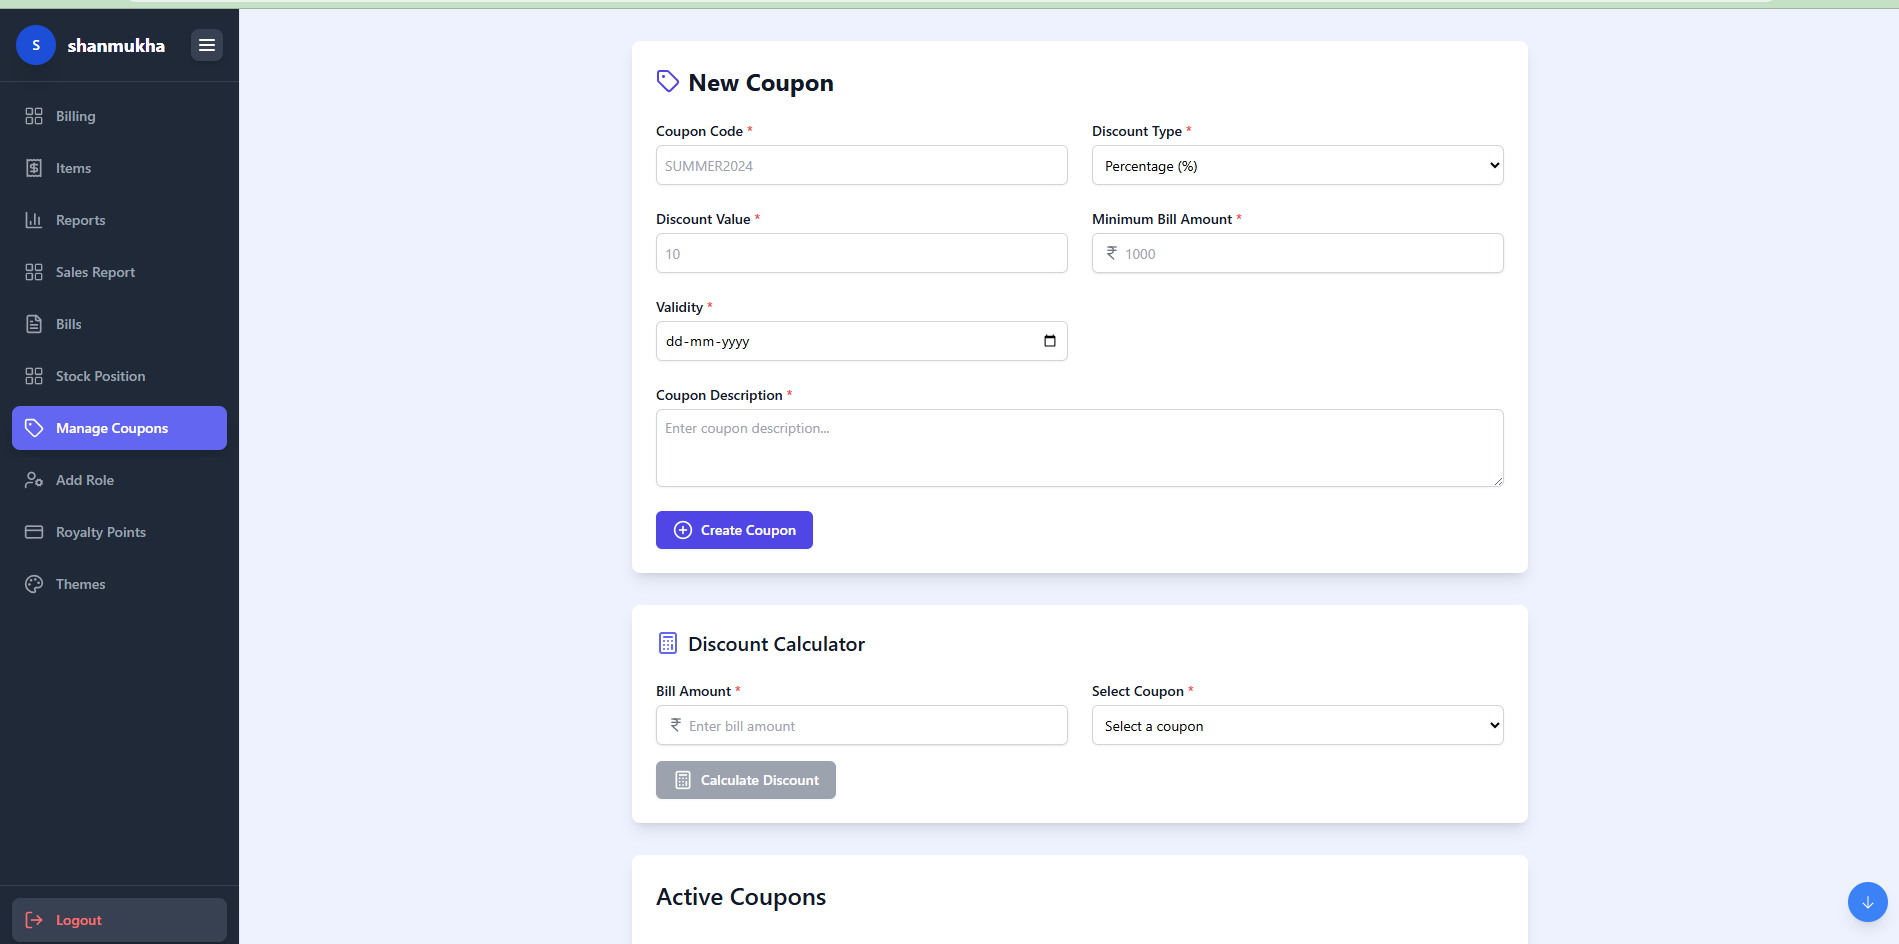 S
shanmukha
Billing
Items
Reports
Sales Report
Bills
Stock Position
Manage Coupons
Add Role
Royalty Points
Themes
Logout
New Coupon
Coupon Code *
SUMMER2024
Discount Type *
Percentage (%)
Discount Value *
10
Minimum Bill Amount *
₹ 1000
Validity *
dd-mm-yyyy
Coupon Description *
Enter coupon description...
Create Coupon
Discount Calculator
Bill Amount *
₹ Enter bill amount
Select Coupon *
Select a coupon
Calculate Discount
Active Coupons